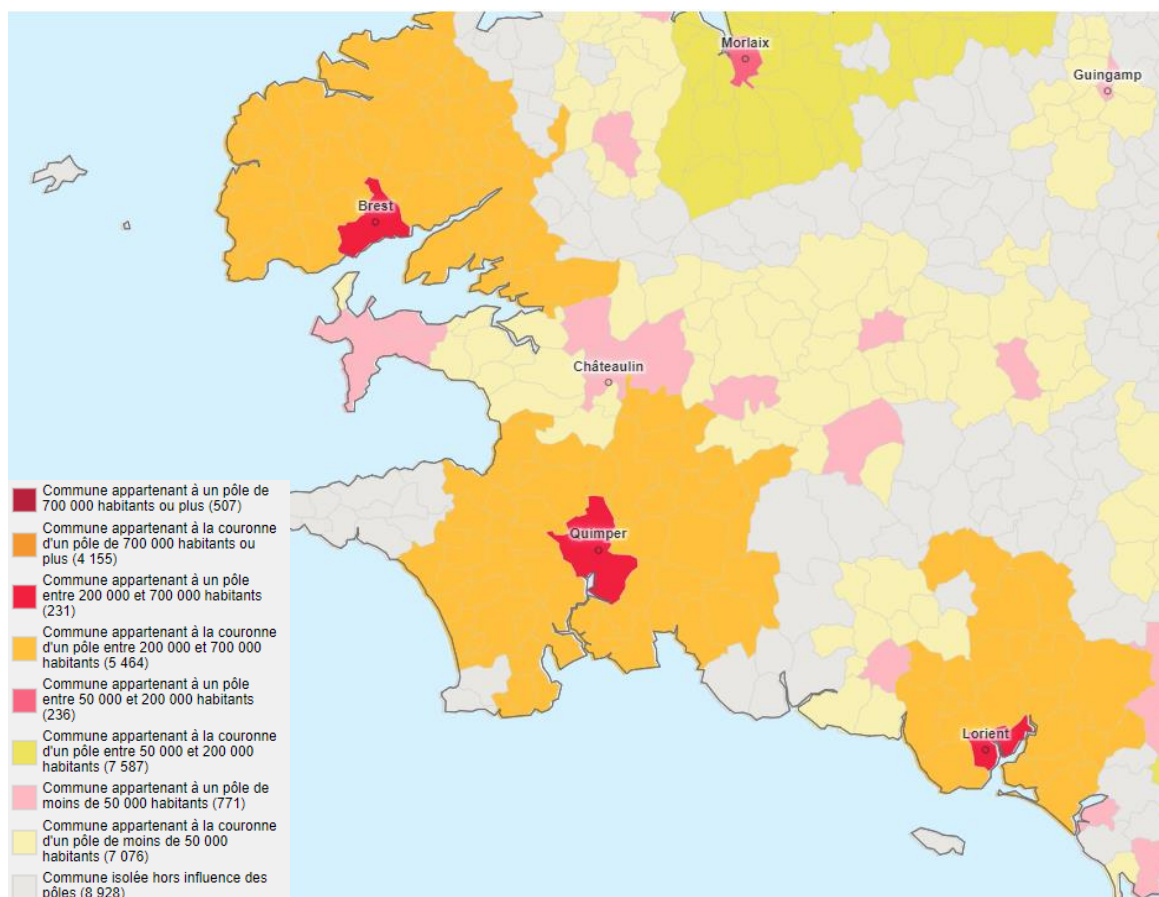 Morlaix
Guingamp
Brest
Châteaulin
Quimper
Lorient
Commune appartenant à un pôle de
700 000 habitants ou plus (507)
Commune appartenant à la couronne
d'un pôle de 700 000 habitants ou
plus (4 155)
Commune appartenant à un pôle
entre 200 000 et 700 000 habitants
(231)
Commune appartenant à la couronne
d'un pôle entre 200 000 et 700 000
habitants (5 464)
Commune appartenant à un pôle
entre 50 000 et 200 000 habitants
(236)
Commune appartenant à la couronne
d'un pôle entre 50 000 et 200 000
habitants (7 587)
Commune appartenant à un pôle de
moins de 50 000 habitants (771)
Commune appartenant à la couronne
d'un pôle de moins de 50 000
habitants (7 076)
Commune isolée hors influence des
pôles (8 928)